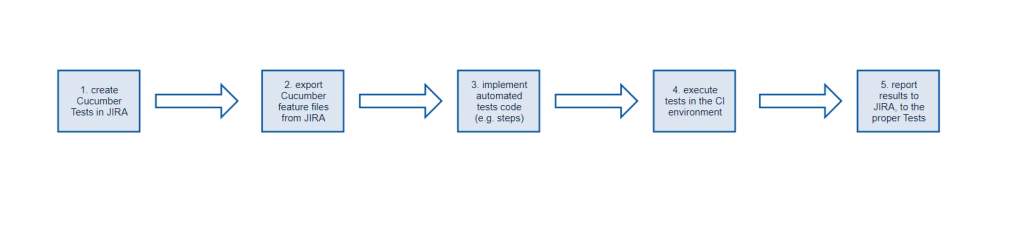 1. create
Cucumber
Tests in JIRA
2. export
Cucumber
feature files
from JIRA
3. implement
automated
tests code
(e.g. steps)
4. execute
tests in the CI
environment
5. report
results to
JIRA, to the
proper Tests